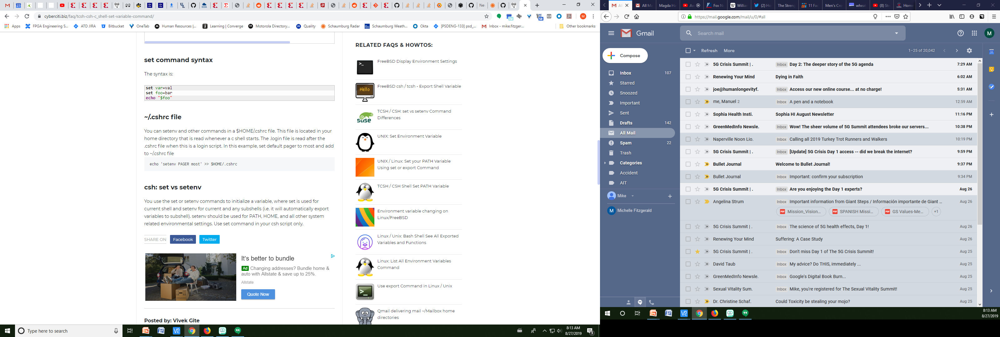 cyberciti.biz/faq/tcsh-csh-c_shell-set-variable-command/
Apps
FPGA Engineering S...
ATD JIRA
Bitbucket
OneTab
Human Resources |...
Learning | Converge
Motorola Directory...
Quality
Schaumburg Radar
Schaumburg Weath...
Okta
[PSDENG-133] psd_...
Inbox - mike.fitzger...
Other bookmarks
set command syntax
The syntax is:
set var=val
set foo=bar
echo "$foo"
~/.cshrc file
You can setenv and other commands in a $HOME/.cshrc file. This file is located in your
home directory that is read whenever a c shell starts. The .login file is read after the
.cshrc file when this is a login script. In this example, set default pager to most and add
to ~/.cshrc file
echo 'setenv PAGER most' >> $HOME/.cshrc
csh: set vs setenv
You use the set or setenv commands to initialize a variable, where set is used for
current shell and setenv for current and any subshells (i.e. it will automatically export
variables to subshell). setenv should be used for PATH, HOME, and all other system
related environmental settings. Use set command in your csh script only.
SHARE ON
Facebook
Twitter
It's better to bundle
Ad Changing addresses? Bundle home &
auto with Allstate & save up to 25%.
Allstate
Quote Now
Posted by: Vivek Gite
RELATED FAQS & HOWTOS:
FreeBSD Display Environment Settings
Hello
FreeBSD csh / tcsh - Export Shell Variable
suse
TCSH / CSH: set vs setenv Command
Differences
UNIX: Set Environment Variable
UNIX / Linux: Set your PATH Variable
Using set or export Command
TCSH / CSH Shell Set PATH Variable
Environment variable changing on
Linux/FreeBSD
Linux / Unix: Bash Shell See All Exported
Variables and Functions
Linux: List All Environment Variables
Command
Use export Command in Linux / Unix
Qmail delivering mail ~/Mailbox home
directories
Type here to search
8:13 AM
8/27/2019
Magda Ha
Fox N
Willia
(2) Ho
The Streng
11 Fac
Men's Cro
wheat
(8) Str
Home
https://mail.google.com/mail/u/0/#all
Gmail
Search mail
M
Compose
Refresh
More
1–25 of 20,042
Inbox 107
Starred
Snoozed
Important
Sent
Drafts 142
All Mail
Spam 22
Trash
Categories
Accident
AIT
Mike
M Michelle Fitzgerald
5G Crisis Summit | . Inbox Day 2: The deeper story of the 5G agenda 7:29 AM
Renewing Your Mind Dying in Faith 6:02 AM
joe@humanlongevityf. Inbox Access our new online course... at no charge! 5:31 AM
me, Manuel 2 Inbox A pen and a notebook 12:59 AM
Sophia Health Insti. Sophia HI August Newsletter 11:16 PM
GreenMedInfo Newsle. Inbox Wow! The sheer volume of 5G Summit attendees broke our servers... 10:38 PM
Naperville Noon Lio. Inbox Calling all 2019 Turkey Trot Runners and Walkers 10:19 PM
5G Crisis Summit | . Inbox [Update] 5G Crisis Day 1 access -- did we break the internet? 9:59 PM
Bullet Journal Welcome to Bullet Journal! 9:37 PM
Bullet Journal Inbox Important: confirm your subscription 9:34 PM
5G Crisis Summit | . Inbox Are you enjoying the Day 1 experts? Aug 26
Angelina Strum Inbox Important information from Giant Steps / Información importante de Giant ... Aug 26
PDF Mission_Vision... PDF SPANISH Missi... PDF GS Values-Me... +1
5G Crisis Summit | . Inbox The science of 5G health effects, Day 1! Aug 26
Renewing Your Mind Suffering: A Case Study Aug 26
5G Crisis Summit | . Inbox Don't miss Day 1 of The 5G Crisis Summit! Aug 25
David Taub Inbox My advice? Do THIS, immediately ... Aug 25
GreenMedInfo Newsle. Inbox Google's Digital Book Burn... Aug 25
Sexual Vitality Sum. Inbox Mike, you're registered for The Sexual Vitality Summit! Aug 25
Dr. Christine Schaf. Could Toxicity be stealing your mojo? Aug 25
8:13 AM
8/27/2019